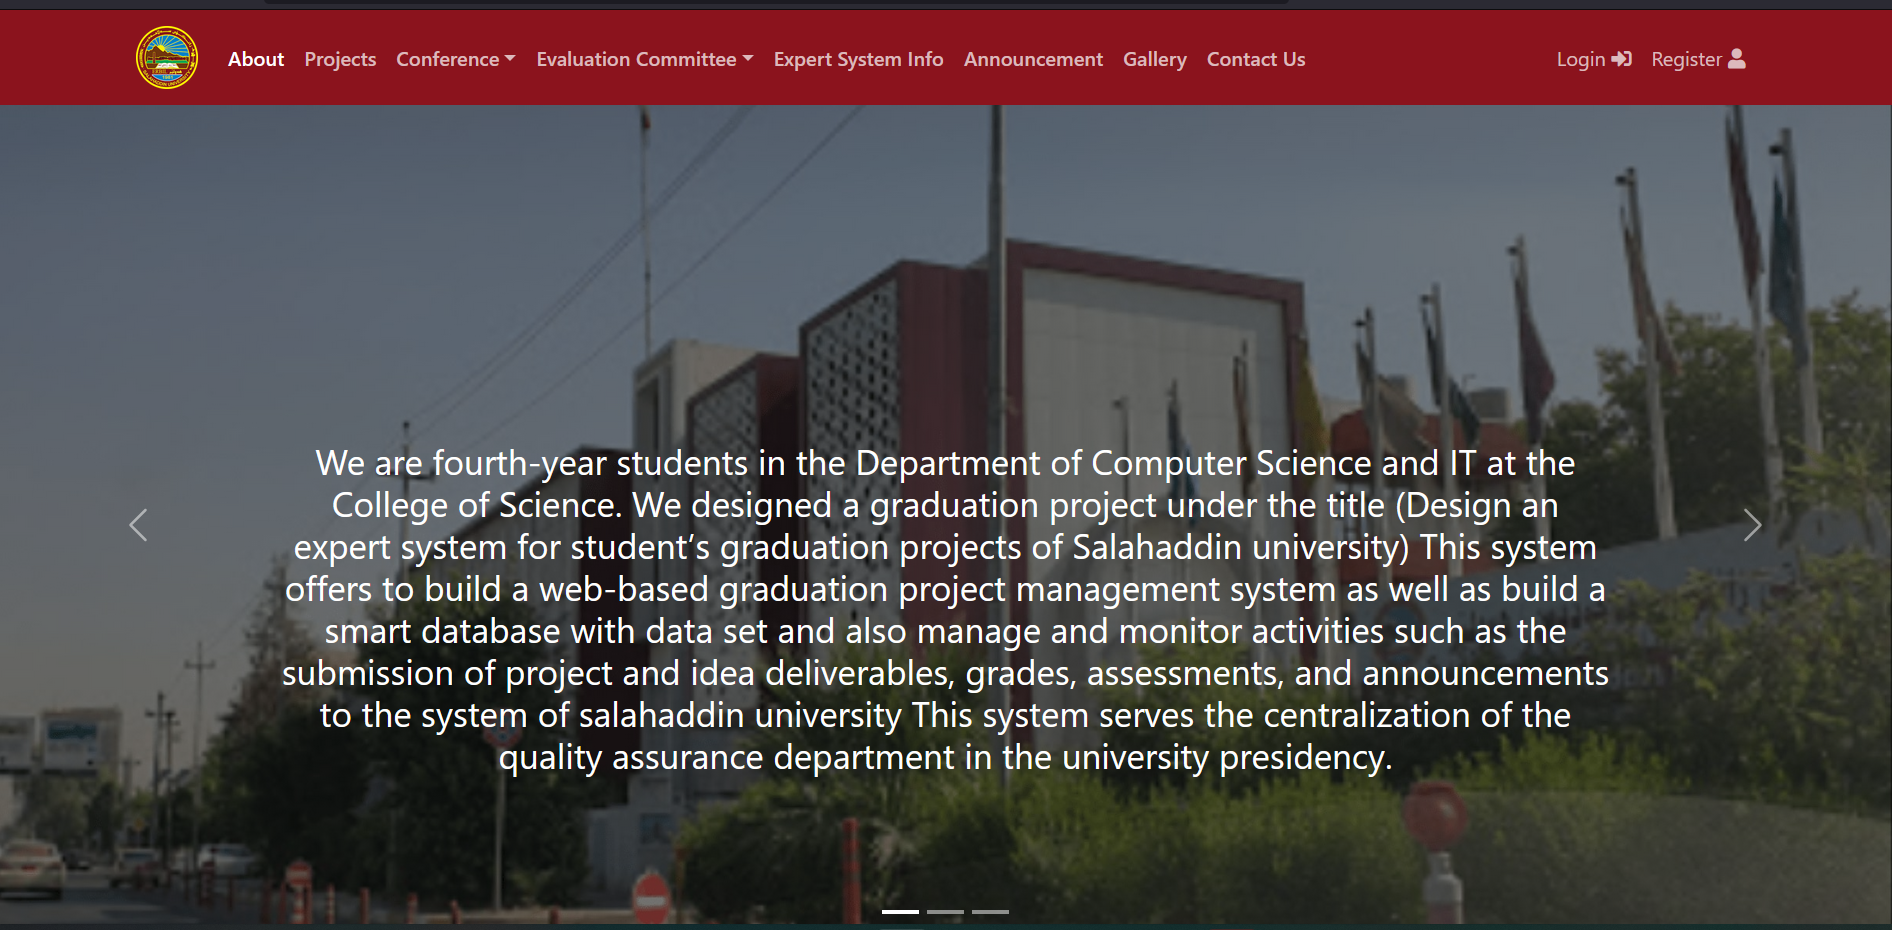 About Projects Conference Evaluation Committee Expert System Info Announcement Gallery Contact Us Login Register
We are fourth-year students in the Department of Computer Science and IT at the
College of Science. We designed a graduation project under the title (Design an
expert system for student’s graduation projects of Salahaddin university) This system
offers to build a web-based graduation project management system as well as build a
smart database with data set and also manage and monitor activities such as the
submission of project and idea deliverables, grades, assessments, and announcements
to the system of salahaddin university This system serves the centralization of the
quality assurance department in the university presidency.